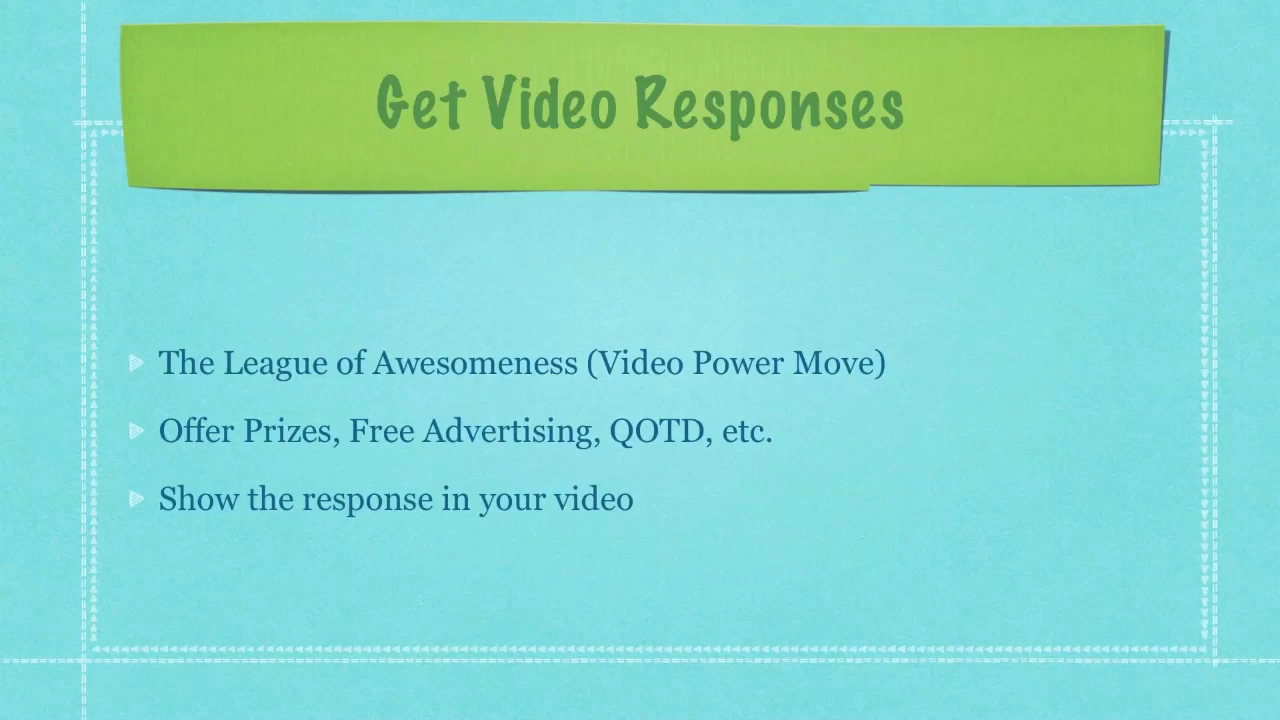 Get Video Responses
The League of Awesomeness (Video Power Move)
Offer Prizes, Free Advertising, QOTD, etc.
Show the response in your video